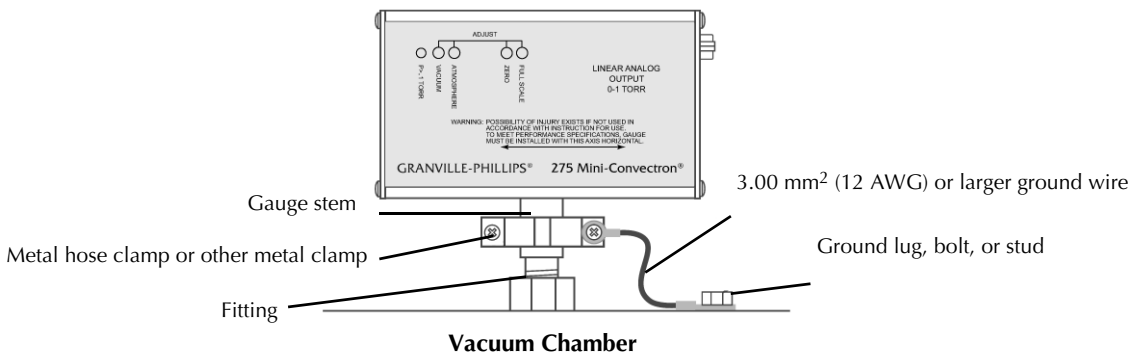 ADJUST
P>.1 TORR
VACUUM
ATMOSPHERE
ZERO
FULL SCALE
LINEAR ANALOG
OUTPUT
0-1 TORR
WARNING: POSSIBILITY OF INJURY EXISTS IF NOT USED IN
ACCORDANCE WITH INSTRUCTION FOR USE.
TO MEET PERFORMANCE SPECIFICATIONS, GAUGE
MUST BE INSTALLED WITH THIS AXIS HORIZONTAL.
GRANVILLE-PHILLIPS® 275 Mini-Convectron®
3.00 mm² (12 AWG) or larger ground wire
Gauge stem
Ground lug, bolt, or stud
Metal hose clamp or other metal clamp
Fitting
Vacuum Chamber